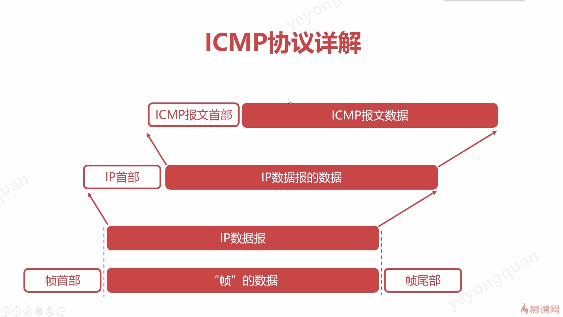 yeyongquan
ICMP协议详解
ICMP报文首部 ICMP报文数据
IP首部 IP数据报的数据
IP数据报
帧首部 “帧”的数据 帧尾部
yeyongquan
慕课网